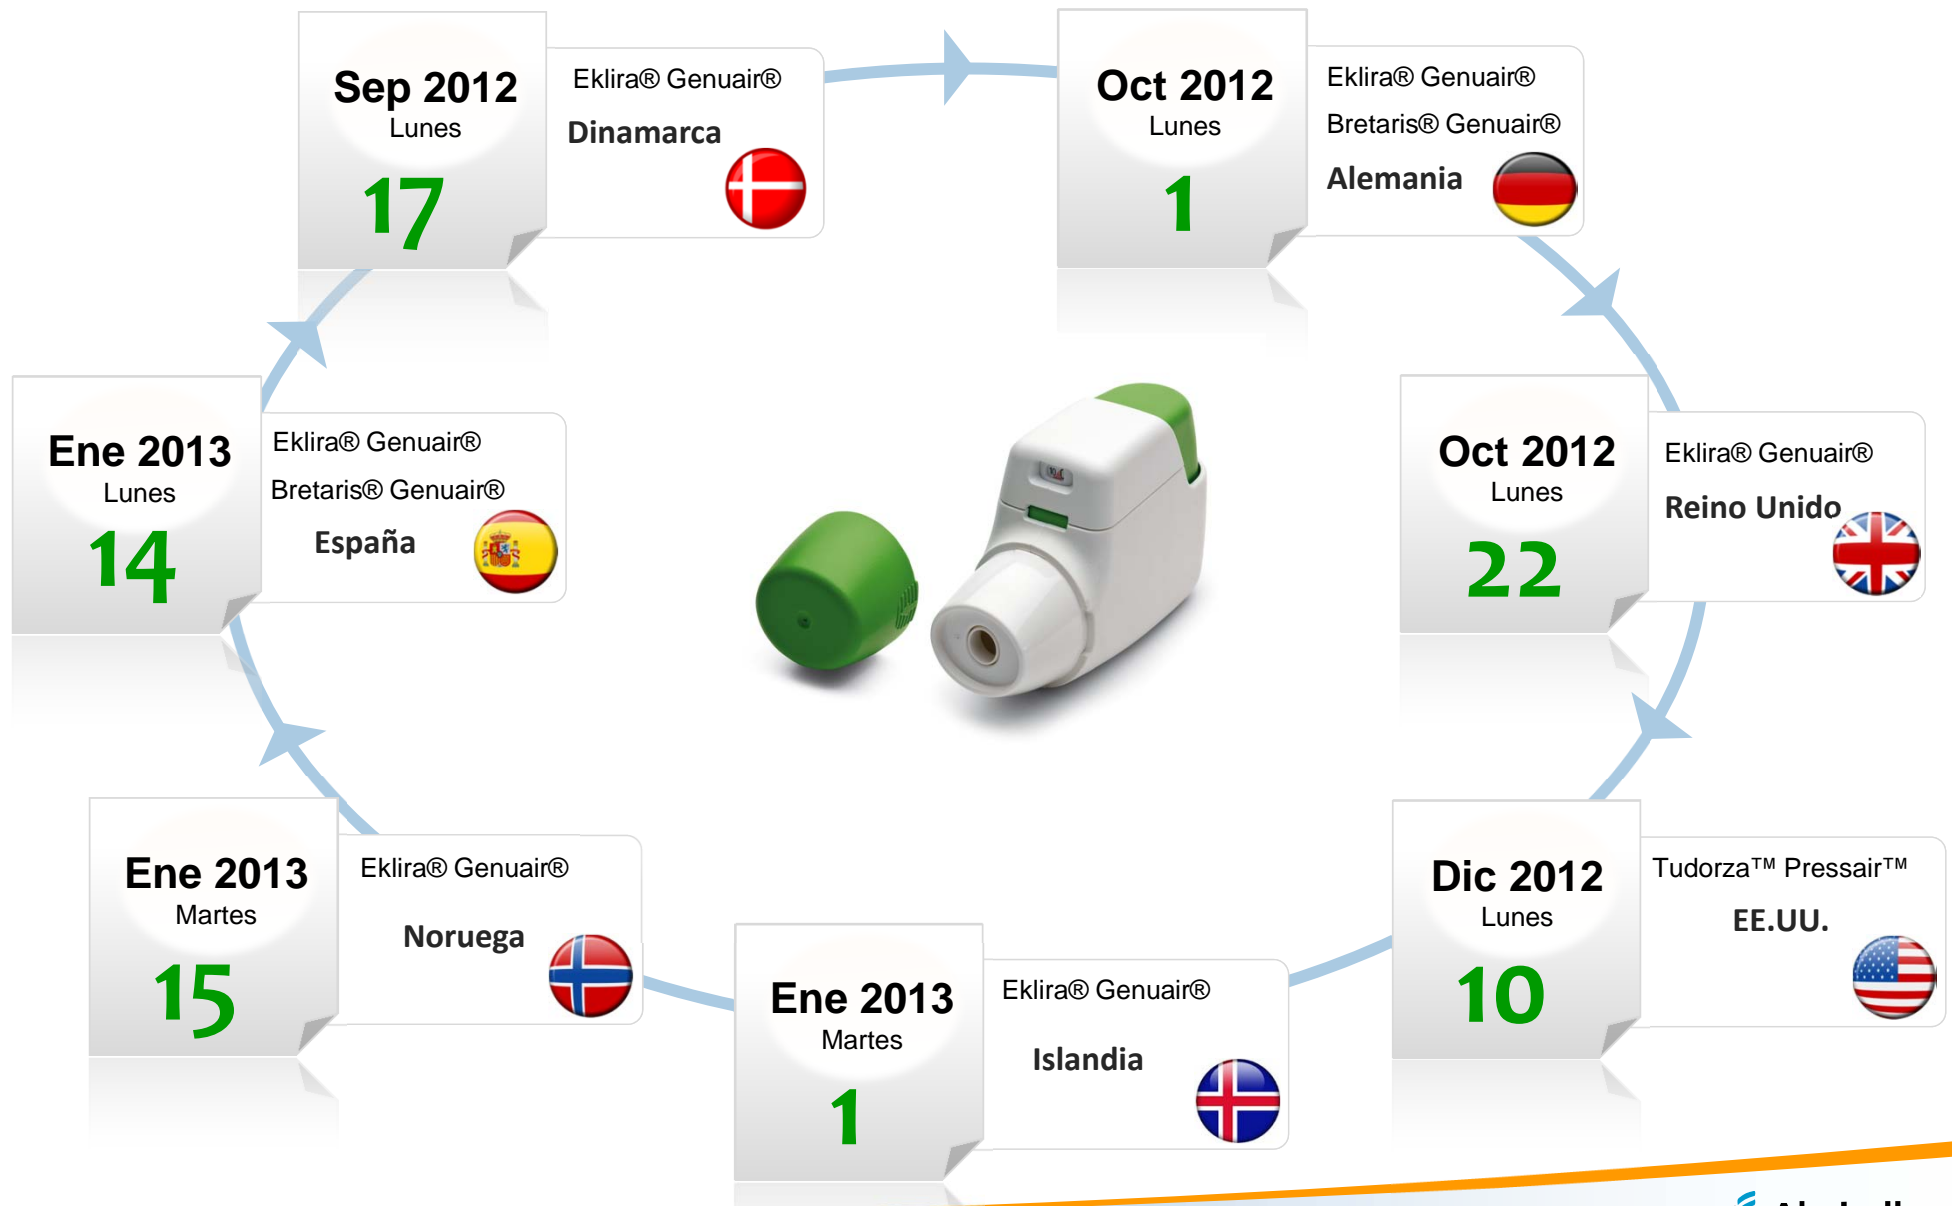 Sep 2012
Lunes
17
Eklira® Genuair®
Dinamarca
Oct 2012
Lunes
1
Eklira® Genuair®
Bretaris® Genuair®
Alemania
Ene 2013
Lunes
14
Eklira® Genuair®
Bretaris® Genuair®
España
Oct 2012
Lunes
22
Eklira® Genuair®
Reino Unido
Ene 2013
Martes
15
Eklira® Genuair®
Noruega
Ene 2013
Martes
1
Eklira® Genuair®
Islandia
Dic 2012
Lunes
10
Tudorza™ Pressair™
EE.UU.